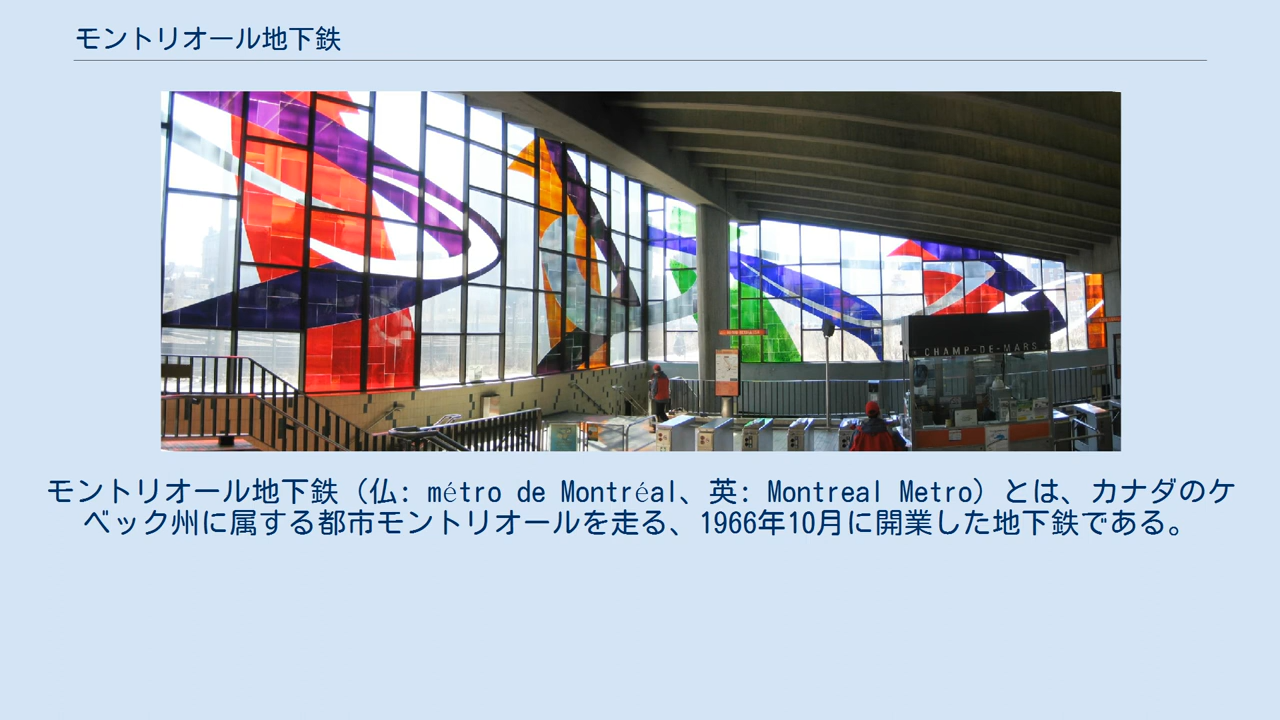 モントリオール地下鉄
CHAMP-DE-MARS
モントリオール地下鉄（仏: métro de Montréal、英: Montreal Metro）とは、カナダのケ
ベック州に属する都市モントリオールを走る、1966年10月に開業した地下鉄である。